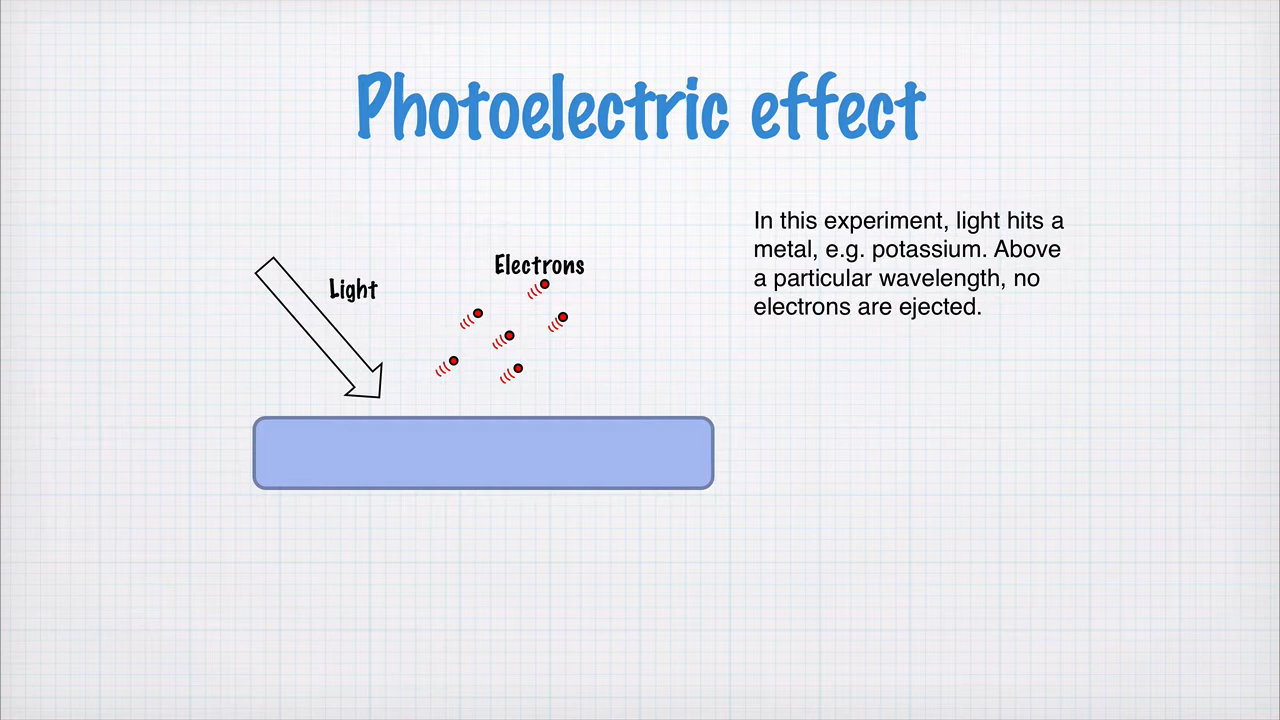 Photoelectric effect
Light
Electrons
In this experiment, light hits a
metal, e.g. potassium. Above
a particular wavelength, no
electrons are ejected.